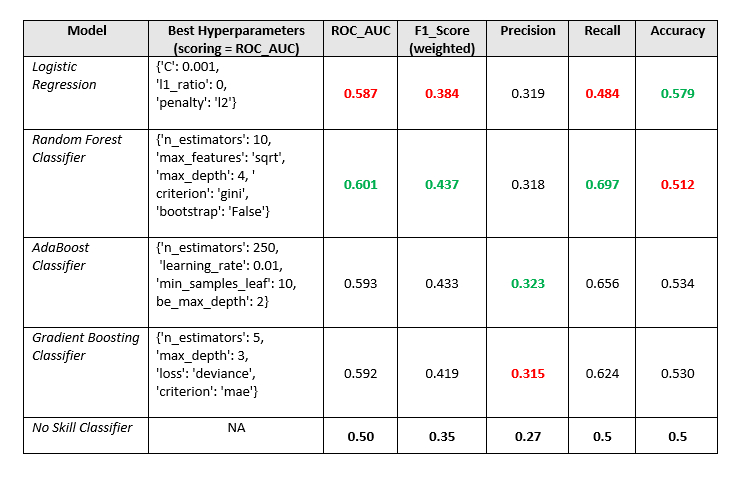 Model Best Hyperparameters ROC_AUC F1_Score Precision Recall Accuracy
(scoring = ROC_AUC) (weighted)
Logistic {'C': 0.001,
Regression 'l1_ratio': 0,
'penalty': 'l2'}
0.587 0.384 0.319 0.484 0.579
Random Forest {'n_estimators': 10,
Classifier 'max_features': 'sqrt',
'max_depth': 4, '
criterion': 'gini',
'bootstrap': 'False'}
0.601 0.437 0.318 0.697 0.512
AdaBoost {'n_estimators': 250,
Classifier 'learning_rate': 0.01,
'min_samples_leaf': 10,
be_max_depth': 2}
0.593 0.433 0.323 0.656 0.534
Gradient Boosting {'n_estimators': 5,
Classifier 'max_depth': 3,
'loss': 'deviance',
'criterion': 'mae'}
0.592 0.419 0.315 0.624 0.530
No Skill Classifier NA 0.50 0.35 0.27 0.5 0.5